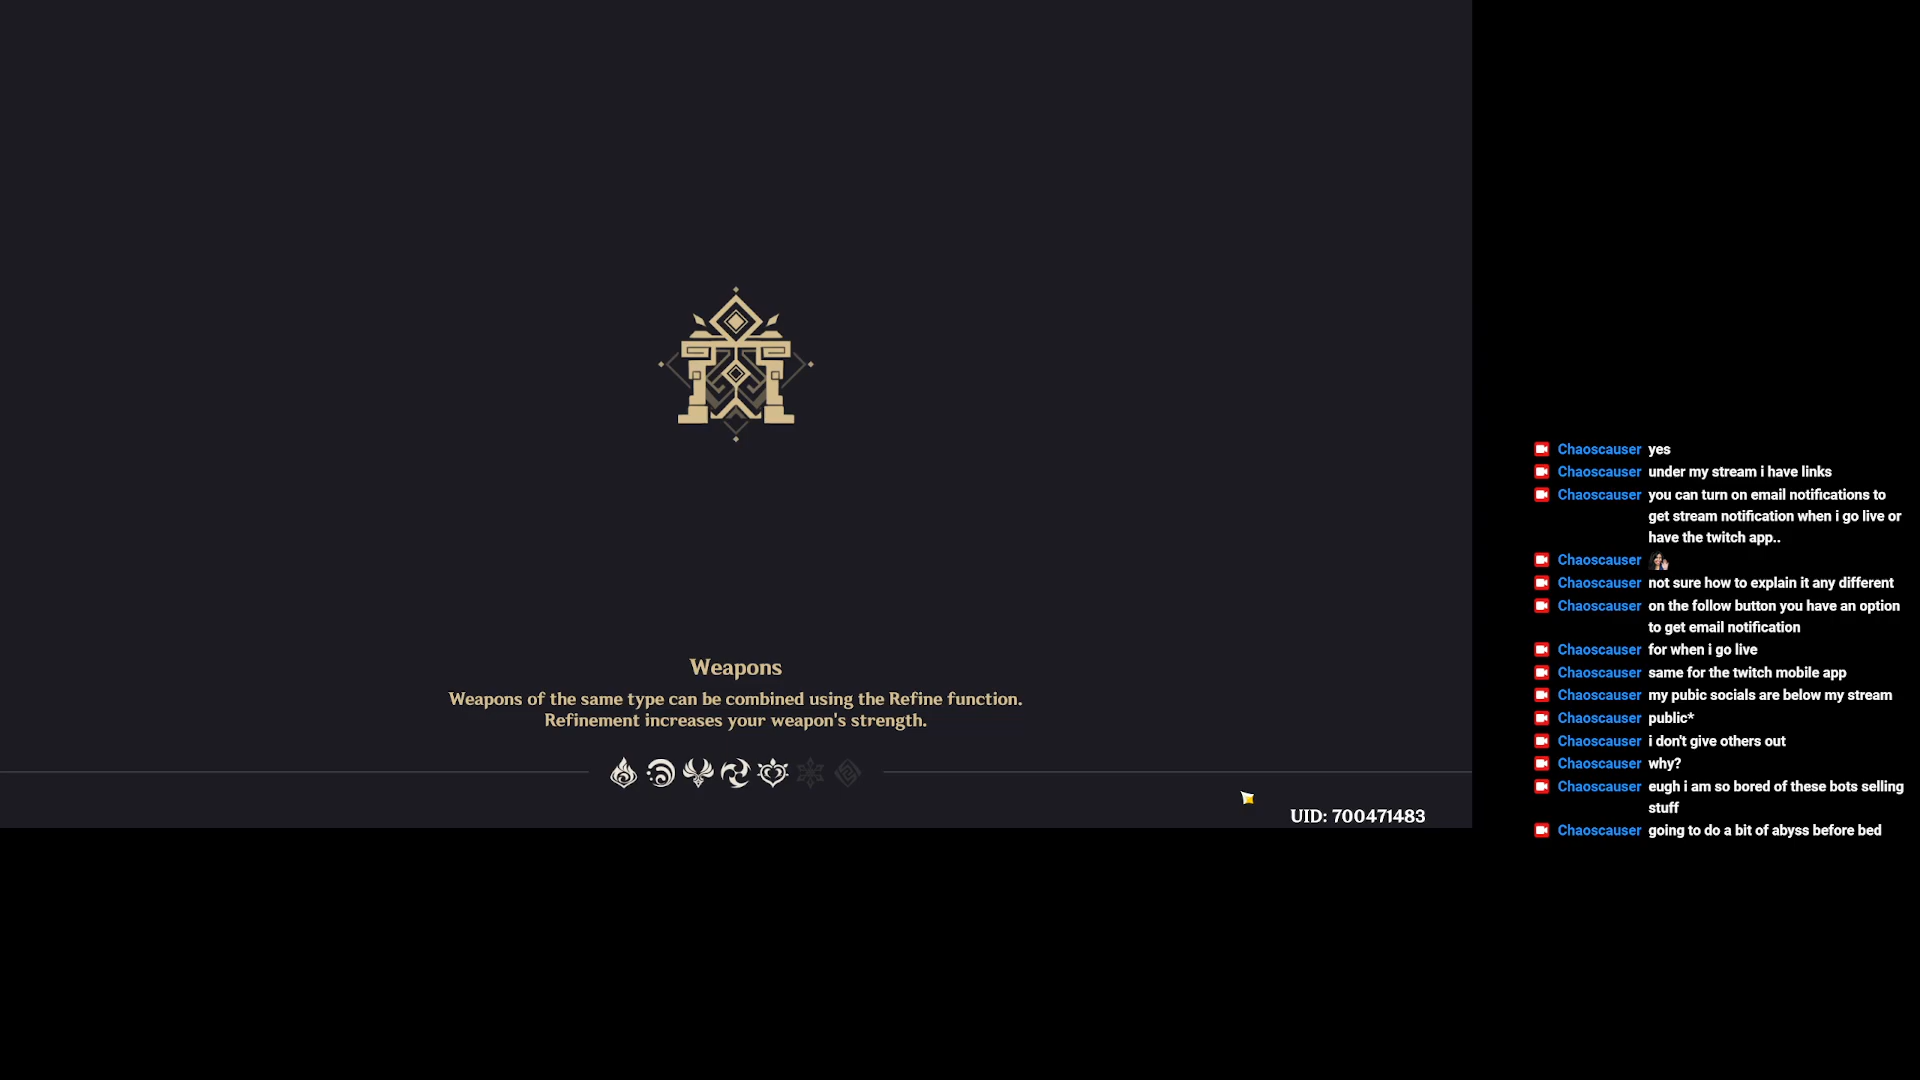 Weapons
Weapons of the same type can be combined using the Refine function.
Refinement increases your weapon's strength.
UID: 700471483
Chaoscauser yes
Chaoscauser under my stream i have links
Chaoscauser you can turn on email notifications to
get stream notification when i go live or
have the twitch app..
Chaoscauser
Chaoscauser not sure how to explain it any different
Chaoscauser on the follow button you have an option
to get email notification
Chaoscauser for when i go live
Chaoscauser same for the twitch mobile app
Chaoscauser my pubic socials are below my stream
Chaoscauser public*
Chaoscauser i don't give others out
Chaoscauser why?
Chaoscauser eugh i am so bored of these bots selling
stuff
Chaoscauser going to do a bit of abyss before bed